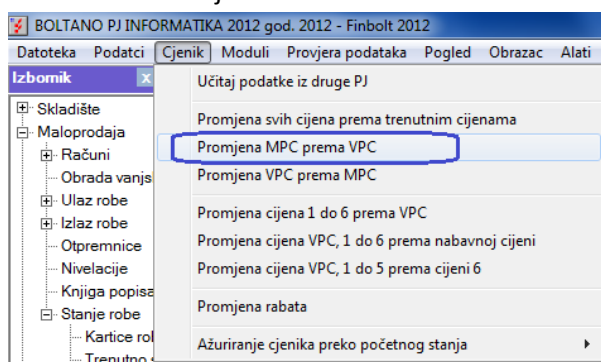 BOLTANO PJ INFORMATIKA 2012 god. 2012 - Finbolt 2012
Datoteka Podatci Cjenik Moduli Provjera podataka Pogled Obrazac Alati
Izbornik x
Skladište
Maloprodaja
Računi
Obrada vanjs
Ulaz robe
Izlaz robe
Otpremnice
Nivelacije
Knjiga popisa
Stanje robe
Kartice rol
Trenutno
Učitaj podatke iz druge PJ
Promjena svih cijena prema trenutnim cijenama
Promjena MPC prema VPC
Promjena VPC prema MPC
Promjena cijena 1 do 6 prema VPC
Promjena cijena VPC, 1 do 6 prema nabavnoj cijeni
Promjena cijena VPC, 1 do 5 prema cijeni 6
Promjena rabata
Ažuriranje cjenika preko početnog stanja